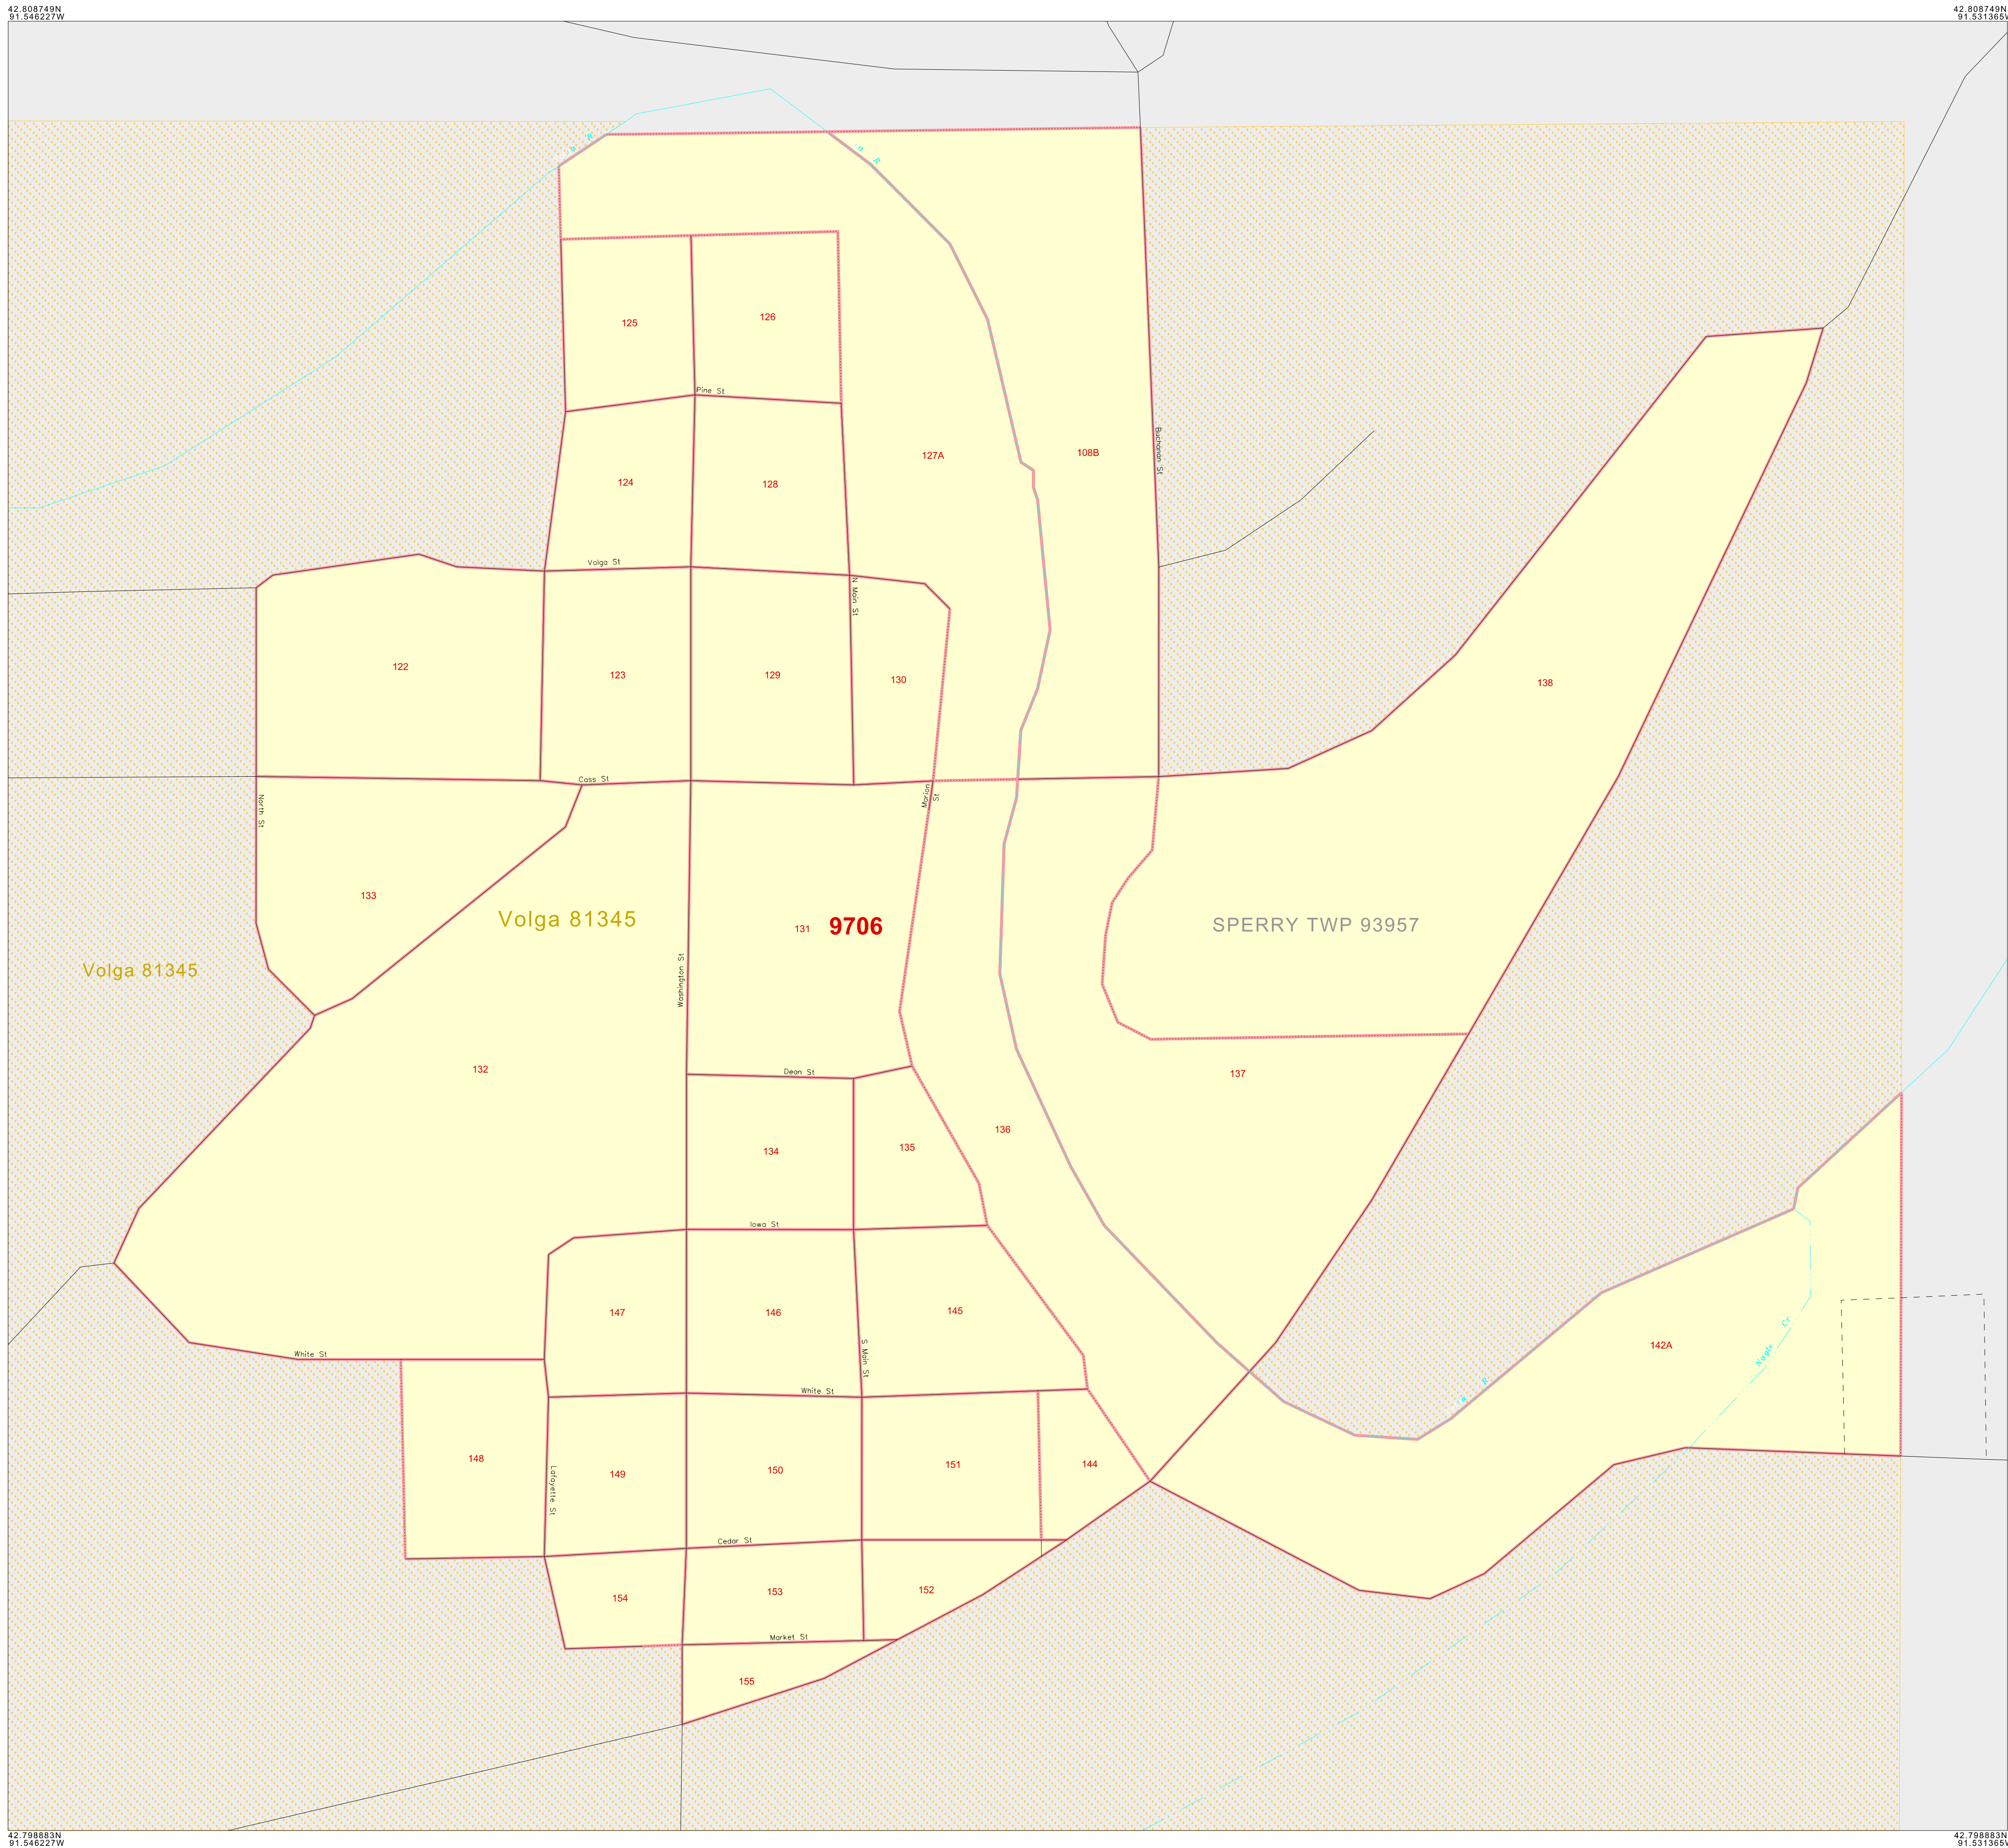 42.808749N
91.546227W
42.808749N
91.531365W
a R
a R
125
126
Pine St
127A
108B
Buchanan St
124
128
Volga St
N Main St
122
123
129
130
138
Cass St
North St
Marion St
133
Volga 81345
131
9706
SPERRY TWP 93957
Volga 81345
Washington St
132
Dean St
137
134
135
136
Iowa St
147
146
145
S Main St
142A
Nagle Cr
White St
White St
a R
148
149
150
151
144
Lafayette St
Cedar St
154
153
152
Market St
155
42.798883N
91.546227W
42.798883N
91.531365W